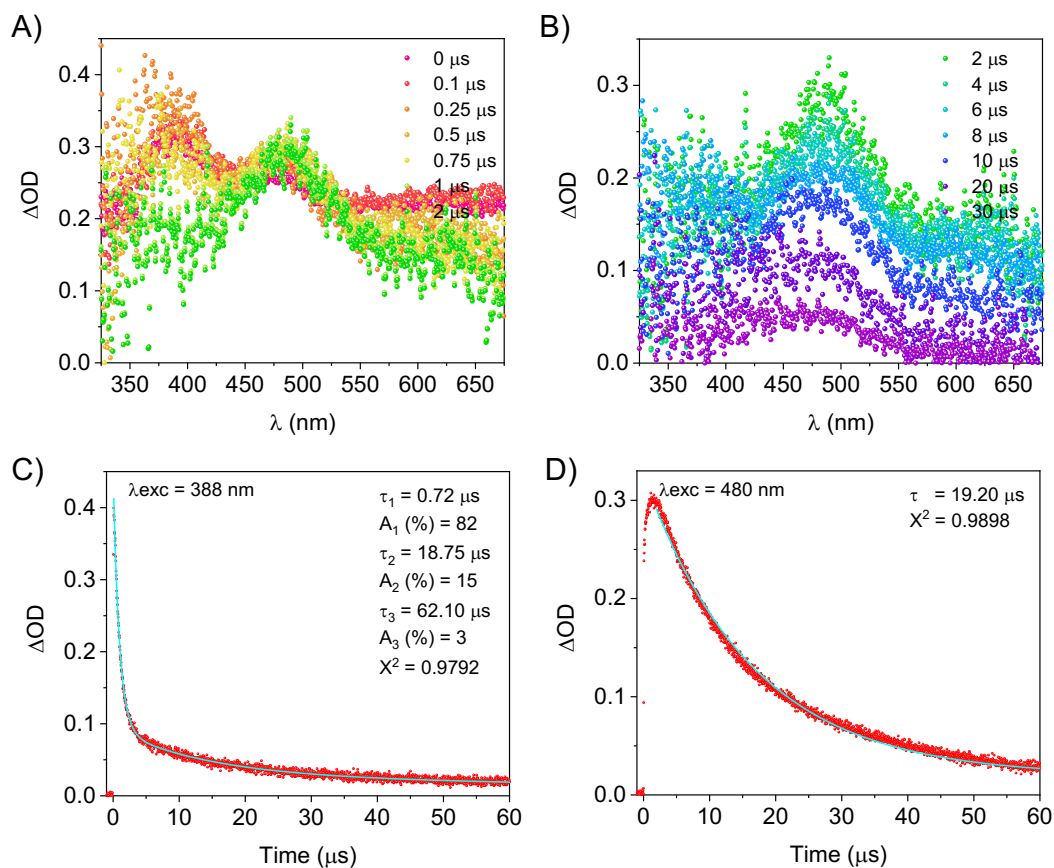 A)
0 μs
0.1 μs
0.25 μs
0.5 μs
0.75 μs
1 μs
2 μs
ΔOD
0.4
0.3
0.2
0.1
0.0
350 400 450 500 550 600 650
λ (nm)
B)
2 μs
4 μs
6 μs
8 μs
10 μs
20 μs
30 μs
ΔOD
0.3
0.2
0.1
0.0
350 400 450 500 550 600 650
λ (nm)
C)
λexc = 388 nm
τ1 = 0.72 μs
A1 (%) = 82
τ2 = 18.75 μs
A2 (%) = 15
τ3 = 62.10 μs
A3 (%) = 3
X² = 0.9792
ΔOD
0.4
0.3
0.2
0.1
0.0
0 10 20 30 40 50 60
Time (μs)
D)
λexc = 480 nm
τ = 19.20 μs
X² = 0.9898
ΔOD
0.3
0.2
0.1
0.0
0 10 20 30 40 50 60
Time (μs)